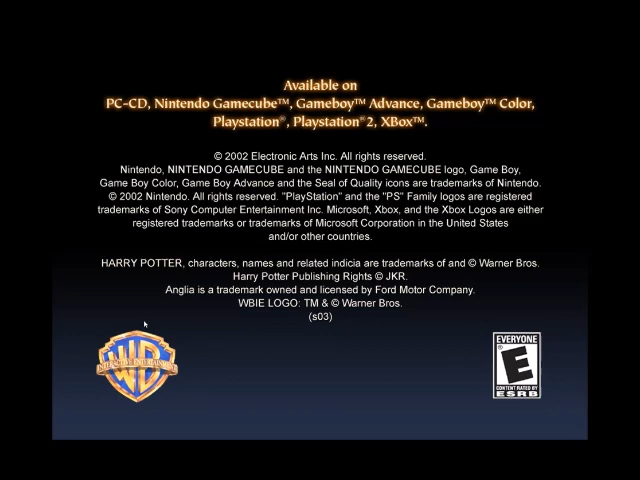 Available on
PC-CD, Nintendo Gamecube™, Gameboy™ Advance, Gameboy™ Color,
Playstation®, Playstation®2, XBox™.
© 2002 Electronic Arts Inc. All rights reserved.
Nintendo, NINTENDO GAMECUBE and the NINTENDO GAMECUBE logo, Game Boy,
Game Boy Color, Game Boy Advance and the Seal of Quality icons are trademarks of Nintendo.
© 2002 Nintendo. All rights reserved. "PlayStation" and the "PS" Family logos are registered
trademarks of Sony Computer Entertainment Inc. Microsoft, Xbox, and the Xbox Logos are either
registered trademarks or trademarks of Microsoft Corporation in the United States
and/or other countries.
HARRY POTTER, characters, names and related indicia are trademarks of and © Warner Bros.
Harry Potter Publishing Rights © JKR.
Anglia is a trademark owned and licensed by Ford Motor Company.
WBIE LOGO: TM & © Warner Bros.
(s03)
WB
INTERACTIVE ENTERTAINMENT
EVERYONE
E
®
CONTENT RATED BY
ESRB